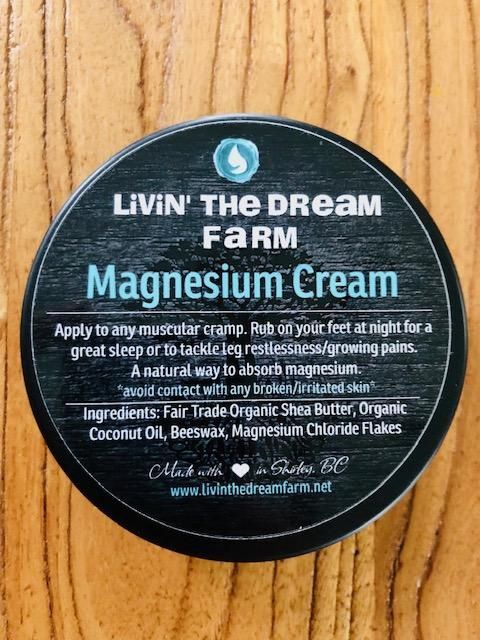 LiViN' THE DREAM
FARM
Magnesium Cream
Apply to any muscular cramp. Rub on your feet at night for a
great sleep or to tackle leg restlessness/growing pains.
A natural way to absorb magnesium.
*avoid contact with any broken/irritated skin*
Ingredients: Fair Trade Organic Shea Butter, Organic
Coconut Oil, Beeswax, Magnesium Chloride Flakes
Made with ♥ in Shirley, BC
www.livinthedreamfarm.net